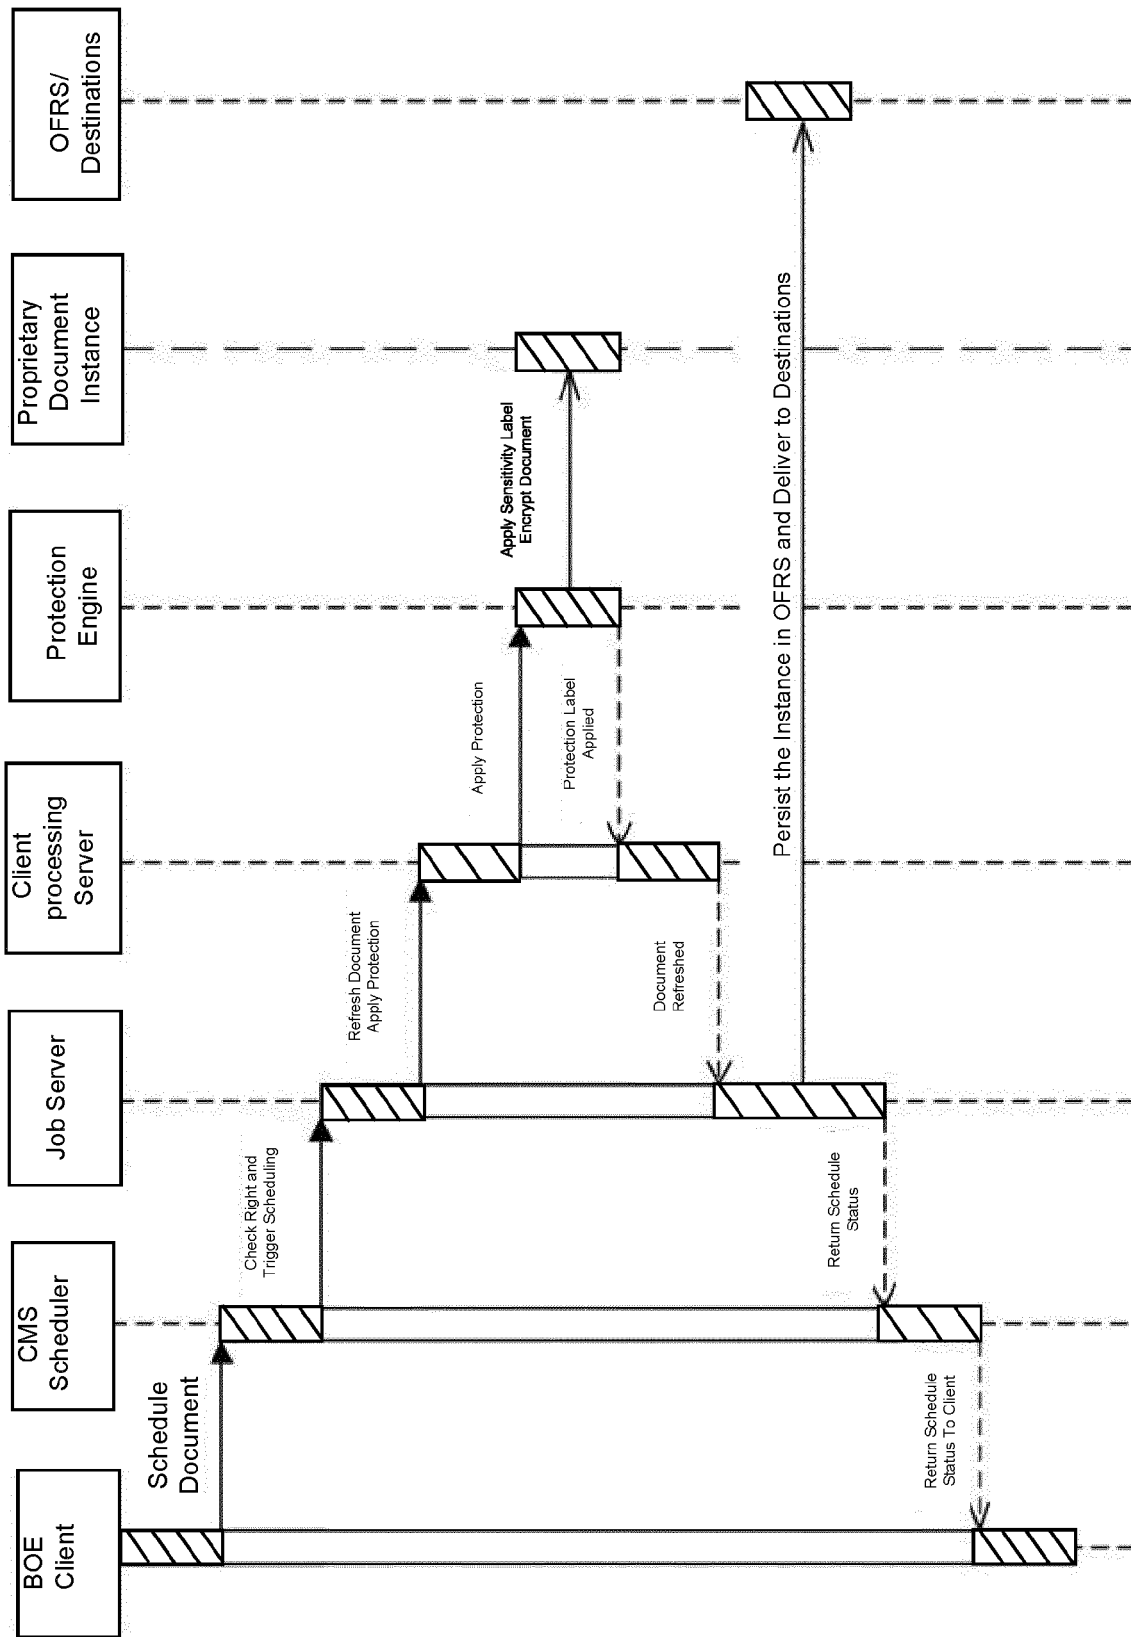 BOE
Client
CMS
Scheduler
Job Server
Client
processing
Server
Protection
Engine
Proprietary
Document
Instance
OFRS/
Destinations
Schedule
Document
Check Right and
Trigger Scheduling
Refresh Document
Apply Protection
Apply Protection
Apply Sensitivity Label
Encrypt Document
Protection Label
Applied
Document
Refreshed
Persist the Instance in OFRS and Deliver to Destinations
Return Schedule
Status
Return Schedule
Status To Client